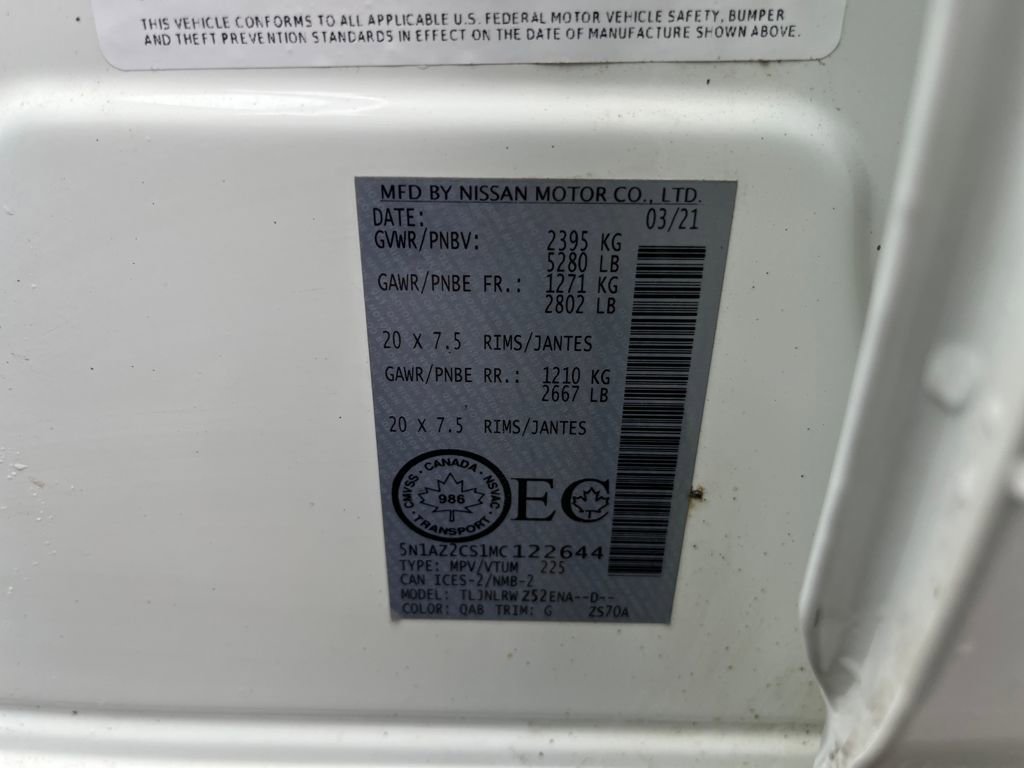 THIS VEHICLE CONFORMS TO ALL APPLICABLE U.S. FEDERAL MOTOR VEHICLE SAFETY, BUMPER
AND THEFT PREVENTION STANDARDS IN EFFECT ON THE DATE OF MANUFACTURE SHOWN ABOVE.
MFD BY NISSAN MOTOR CO., LTD.
DATE: 03/21
GVWR/PNBV: 2395 KG
5280 LB
GAWR/PNBE FR.: 1271 KG
2802 LB
20 X 7.5 RIMS/JANTES
GAWR/PNBE RR.: 1210 KG
2667 LB
20 X 7.5 RIMS/JANTES
CMVSS · CANADA · NSVAC
986
· TRANSPORT ·
EC
5N1AZ2CS1MC122644
TYPE: MPV/VTUM 225
CAN ICES-2/NMB-2
MODEL: TLJNLRWZ52ENA--D--
COLOR: QAB TRIM: G ZS70A